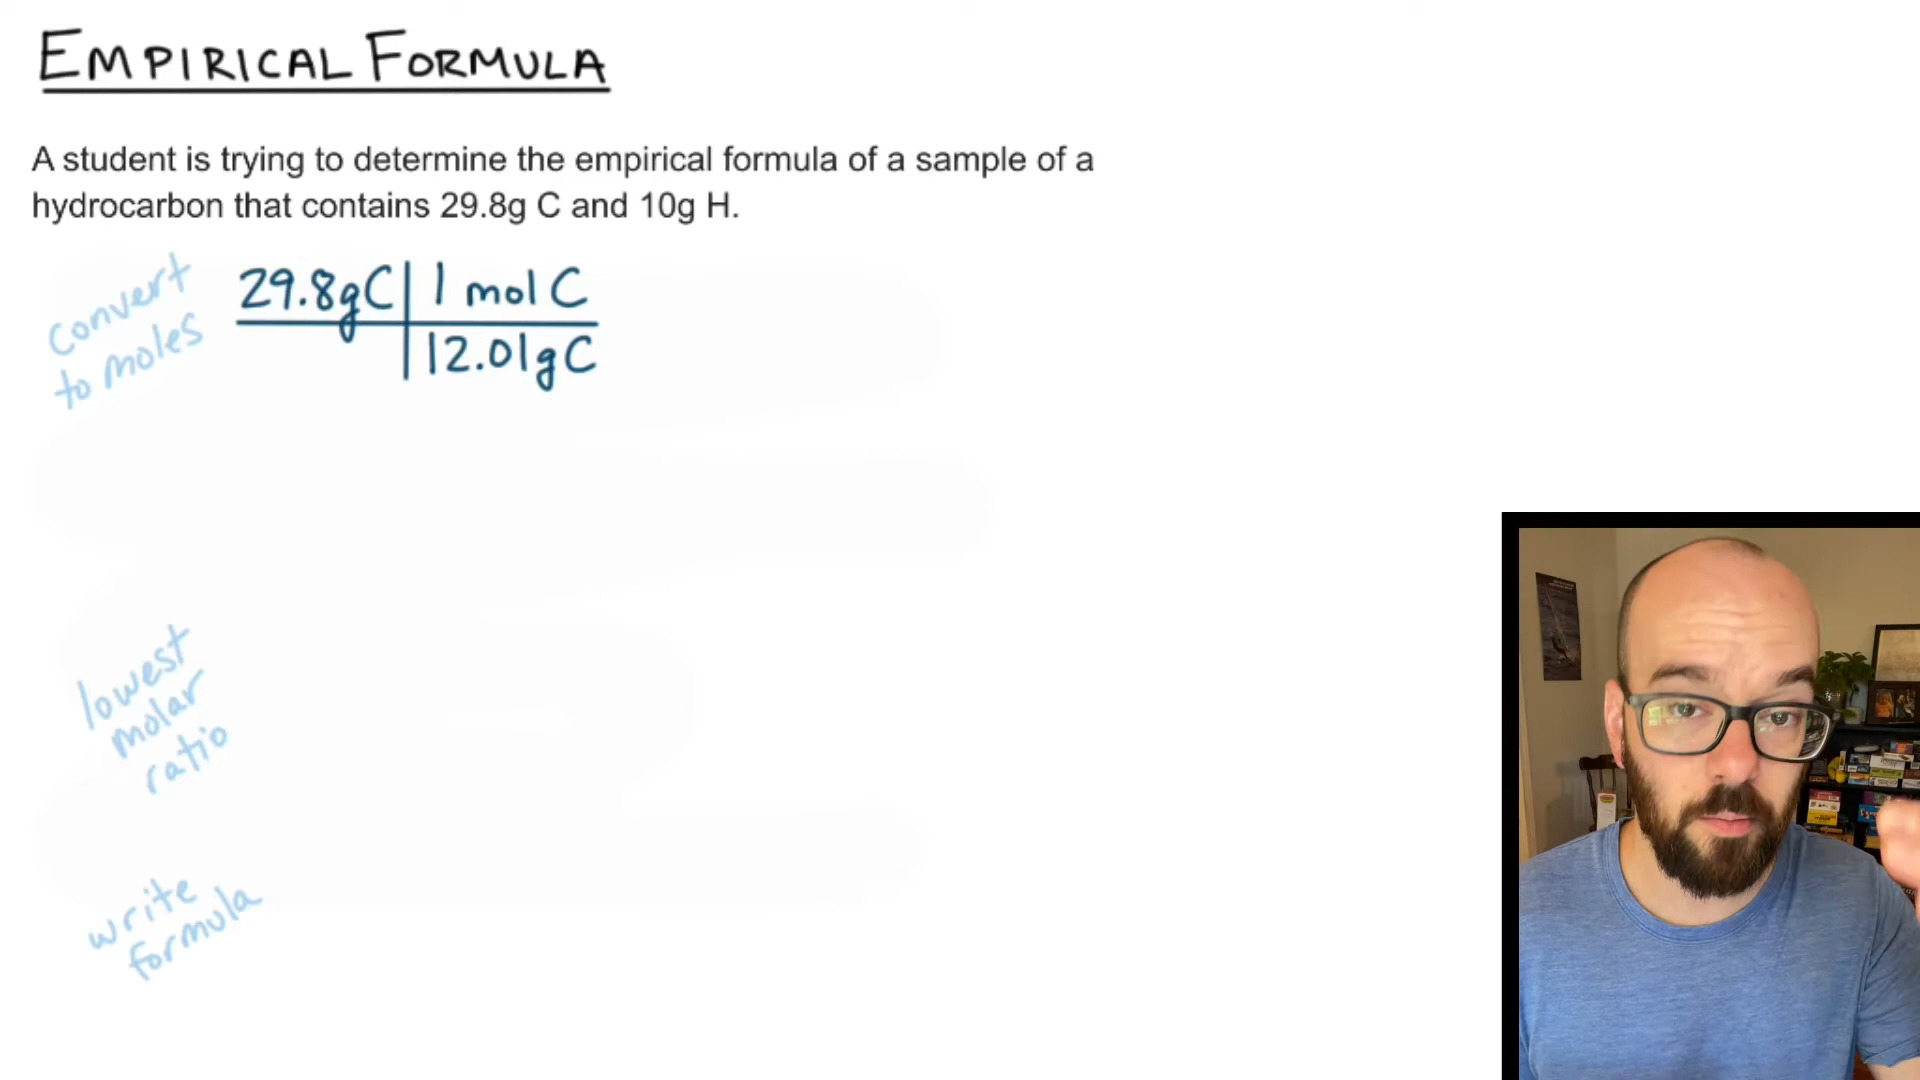 EMPIRICAL FORMULA
A student is trying to determine the empirical formula of a sample of a
hydrocarbon that contains 29.8g C and 10g H.
convert
to moles
29.8gC 1 mol C
12.01gC
lowest
molar
ratio
write
formula